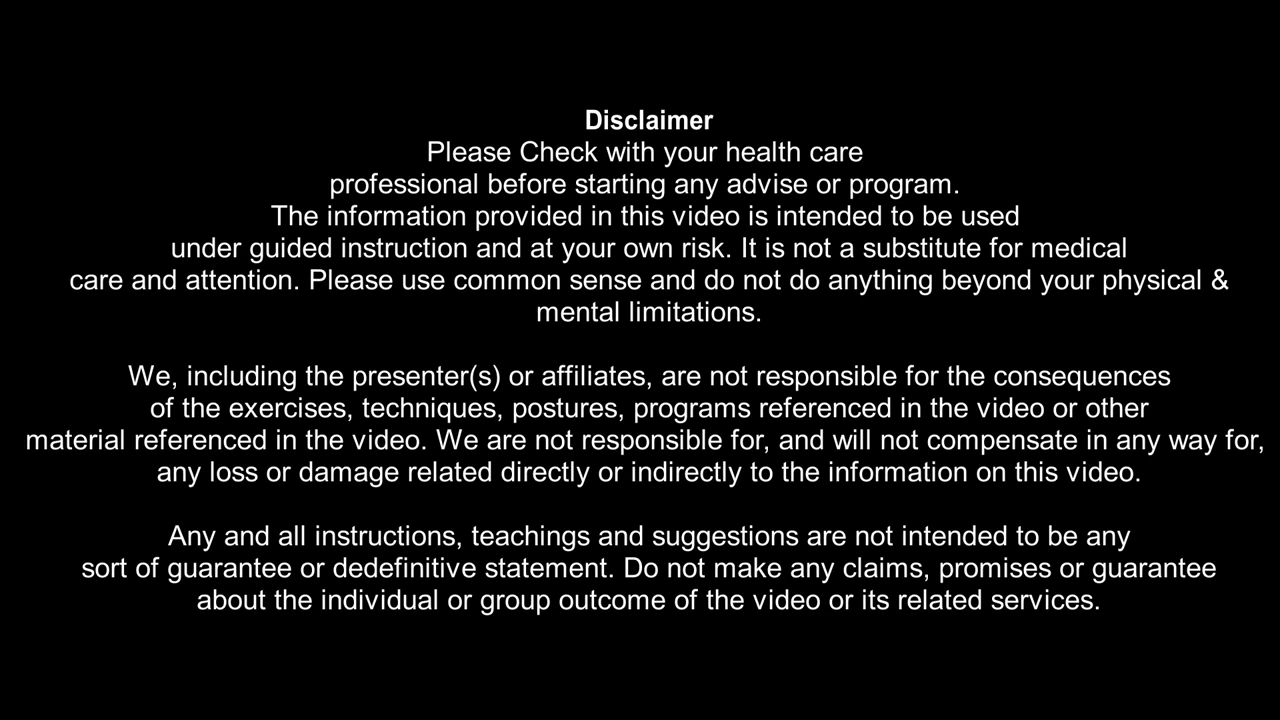 Disclaimer
Please Check with your health care
professional before starting any advise or program.
The information provided in this video is intended to be used
under guided instruction and at your own risk. It is not a substitute for medical
care and attention. Please use common sense and do not do anything beyond your physical &
mental limitations.
We, including the presenter(s) or affiliates, are not responsible for the consequences
of the exercises, techniques, postures, programs referenced in the video or other
material referenced in the video. We are not responsible for, and will not compensate in any way for,
any loss or damage related directly or indirectly to the information on this video.
Any and all instructions, teachings and suggestions are not intended to be any
sort of guarantee or dedefinitive statement. Do not make any claims, promises or guarantee
about the individual or group outcome of the video or its related services.